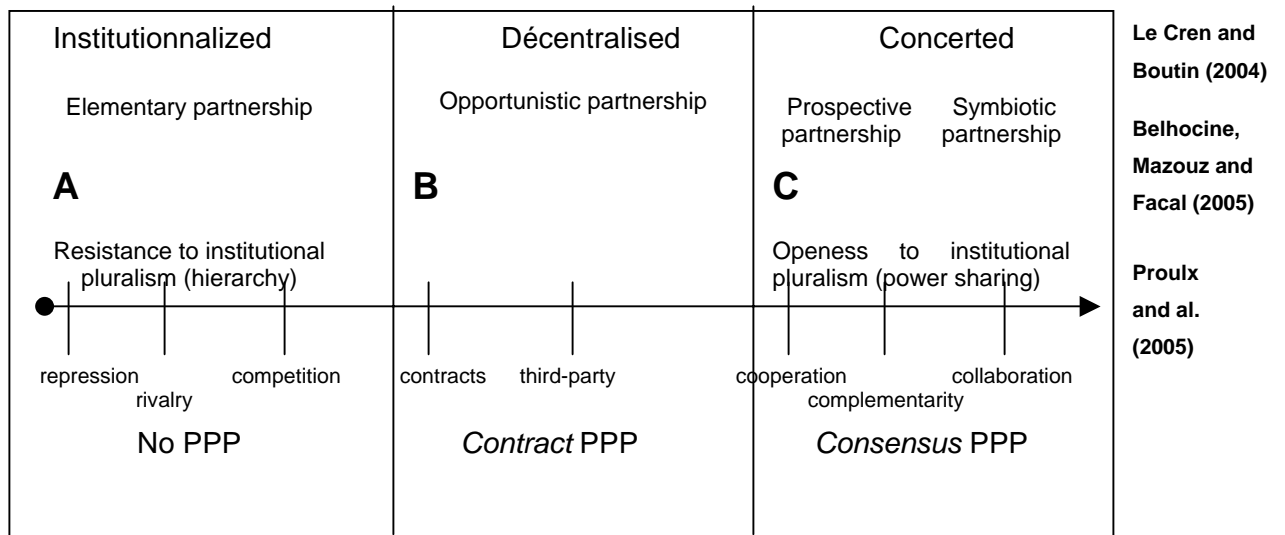 Institutionnalized
Décentralised
Concerted
Le Cren and
Boutin (2004)
Elementary partnership
Opportunistic partnership
Prospective
partnership
Symbiotic
partnership
Belhocine,
Mazouz and
Facal (2005)
A
B
C
Resistance to institutional
pluralism (hierarchy)
Openess to institutional
pluralism (power sharing)
Proulx
and al.
(2005)
repression
rivalry
competition
contracts
third-party
cooperation
complementarity
collaboration
No PPP
Contract PPP
Consensus PPP